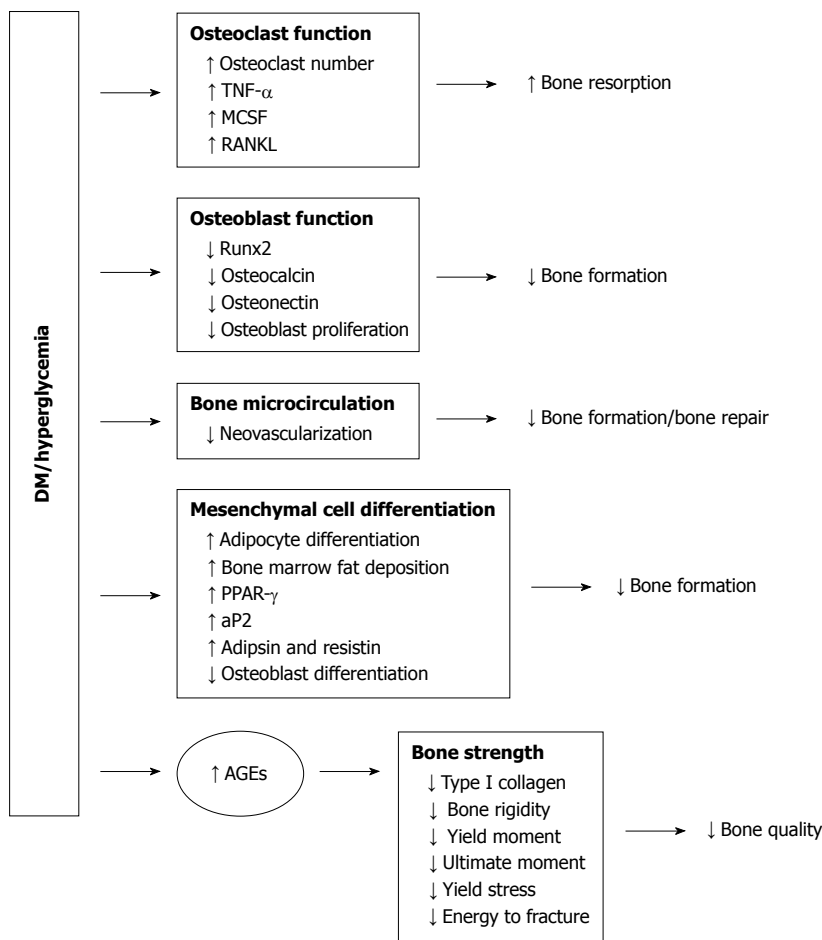 DM/hyperglycemia
Osteoclast function
↑ Osteoclast number
↑ TNF-α
↑ MCSF
↑ RANKL
↑ Bone resorption
Osteoblast function
↓ Runx2
↓ Osteocalcin
↓ Osteonectin
↓ Osteoblast proliferation
↓ Bone formation
Bone microcirculation
↓ Neovascularization
↓ Bone formation/bone repair
Mesenchymal cell differentiation
↑ Adipocyte differentiation
↑ Bone marrow fat deposition
↑ PPAR-γ
↑ aP2
↑ Adipsin and resistin
↓ Osteoblast differentiation
↓ Bone formation
↑ AGEs
Bone strength
↓ Type I collagen
↓ Bone rigidity
↓ Yield moment
↓ Ultimate moment
↓ Yield stress
↓ Energy to fracture
↓ Bone quality